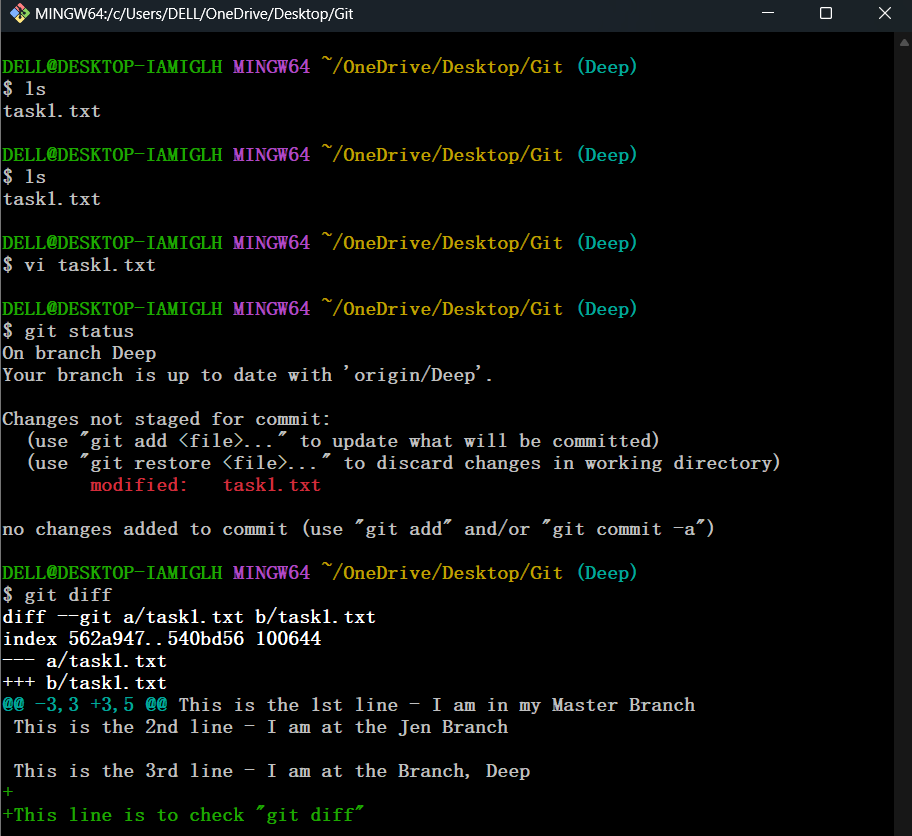 MINGW64:/c/Users/DELL/OneDrive/Desktop/Git
DELL@DESKTOP-IAMIGLH MINGW64 ~/OneDrive/Desktop/Git (Deep)
$ ls
task1.txt
DELL@DESKTOP-IAMIGLH MINGW64 ~/OneDrive/Desktop/Git (Deep)
$ ls
task1.txt
DELL@DESKTOP-IAMIGLH MINGW64 ~/OneDrive/Desktop/Git (Deep)
$ vi task1.txt
DELL@DESKTOP-IAMIGLH MINGW64 ~/OneDrive/Desktop/Git (Deep)
$ git status
On branch Deep
Your branch is up to date with 'origin/Deep'.
Changes not staged for commit:
  (use "git add <file>..." to update what will be committed)
  (use "git restore <file>..." to discard changes in working directory)
        modified:   task1.txt
no changes added to commit (use "git add" and/or "git commit -a")
DELL@DESKTOP-IAMIGLH MINGW64 ~/OneDrive/Desktop/Git (Deep)
$ git diff
diff --git a/task1.txt b/task1.txt
index 562a947..540bd56 100644
--- a/task1.txt
+++ b/task1.txt
@@ -3,3 +3,5 @@ This is the 1st line - I am in my Master Branch
 This is the 2nd line - I am at the Jen Branch
 This is the 3rd line - I am at the Branch, Deep
+
+This line is to check "git diff"